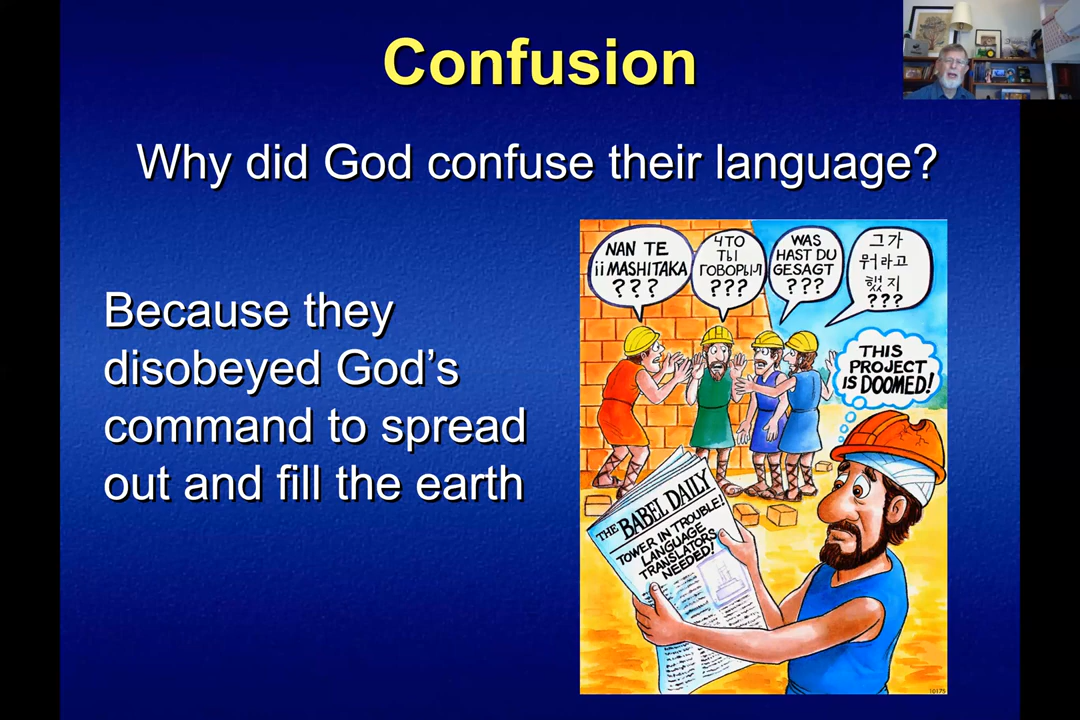 Confusion
Why did God confuse their language?
Because they
disobeyed God's
command to spread
out and fill the earth
NAN TE
ii MASHITAKA
???
ЧТО
ТЫ
ГОВОРЫЛ
???
WAS
HAST DU
GESAGT
???
그가
뭐라고
했지
???
THIS
PROJECT
IS DOOMED!
THE BABEL DAILY
TOWER IN TROUBLE!
LANGUAGE
TRANSLATORS
NEEDED!
10175